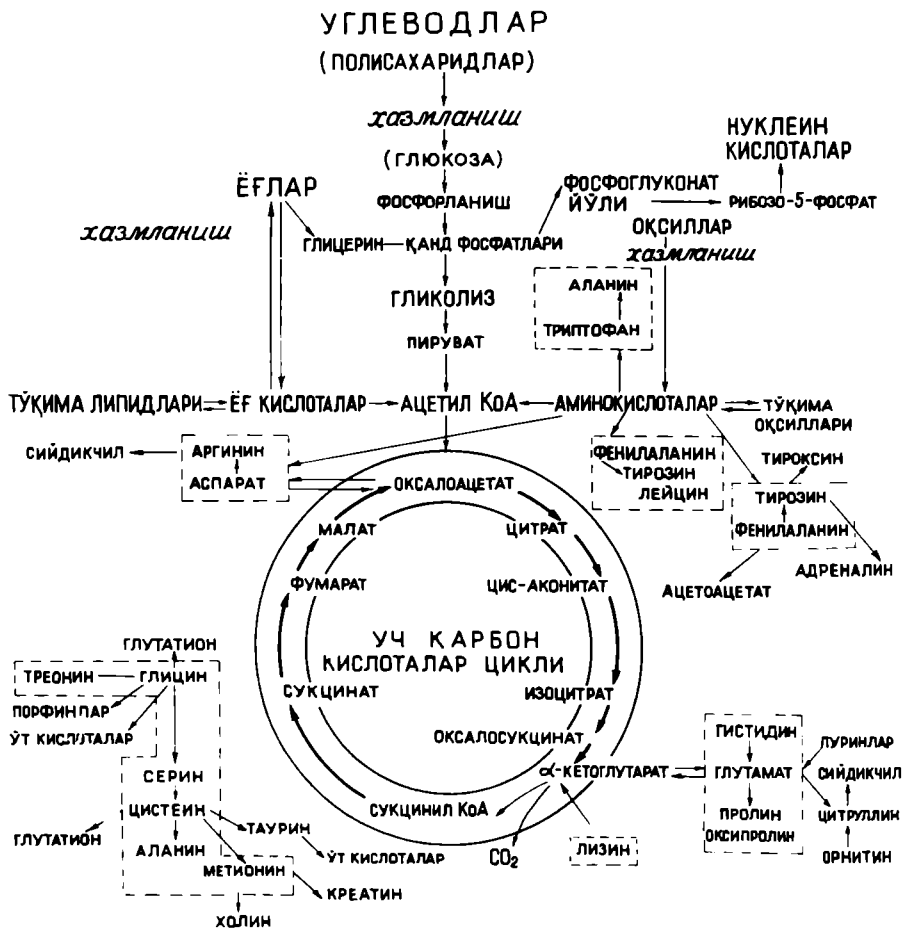 УГЛЕВОДЛАР
(ПОЛИСАХАРИДЛАР)
хазмланиш
(ГЛЮКОЗА)
НУКЛЕИН
КИСЛОТАЛАР
ЁҒЛАР
ФОСФОРЛАНИШ
ФОСФОГЛУКОНАТ
ЙЎЛИ
РИБОЗО-5-ФОСФАТ
хазмланиш
ГЛИЦЕРИН
ҚАНД ФОСФАТЛАРИ
ОҚСИЛЛАР
хазмланиш
ГЛИКОЛИЗ
АЛАНИН
ТРИПТОФАН
ПИРУВАТ
ТЎҚИМА ЛИПИДЛАРИ
ЁҒ КИСЛОТАЛАР
АЦЕТИЛ КоА
АМИНОКИСЛОТАЛАР
ТЎҚИМА
ОҚСИЛЛАРИ
СИЙДИКЧИЛ
АРГИНИН
АСПАРАТ
ФЕНИЛАЛАНИН
ТИРОЗИН
ЛЕЙЦИН
ТИРОКСИН
ТИРОЗИН
ФЕНИЛАЛАНИН
АДРЕНАЛИН
АЦЕТОАЦЕТАТ
ОКСАЛОАЦЕТАТ
МАЛАТ
ЦИТРАТ
ФУМАРАТ
ЦИС-АКОНИТАТ
УЧ КАРБОН
КИСЛОТАЛАР ЦИКЛИ
СУКЦИНАТ
ИЗОЦИТРАТ
ОКСАЛОСУКЦИНАТ
α-КЕТОГЛУТАРАТ
СУКЦИНИЛ КоА
CO₂
ЛИЗИН
ГЛУТАТИОН
ТРЕОНИН
ГЛИЦИН
ПОРФИНЛАР
ЎТ КИСЛОТАЛАР
СЕРИН
ЦИСТЕИН
ГЛУТАТИОН
ТАУРИН
АЛАНИН
ЎТ КИСЛОТАЛАР
МЕТИОНИН
КРЕАТИН
ХОЛИН
ГИСТИДИН
ПУРИНЛАР
ГЛУТАМАТ
СИЙДИКЧИЛ
ПРОЛИН
ОКСИПРОЛИН
ЦИТРУЛЛИН
ОРНИТИН